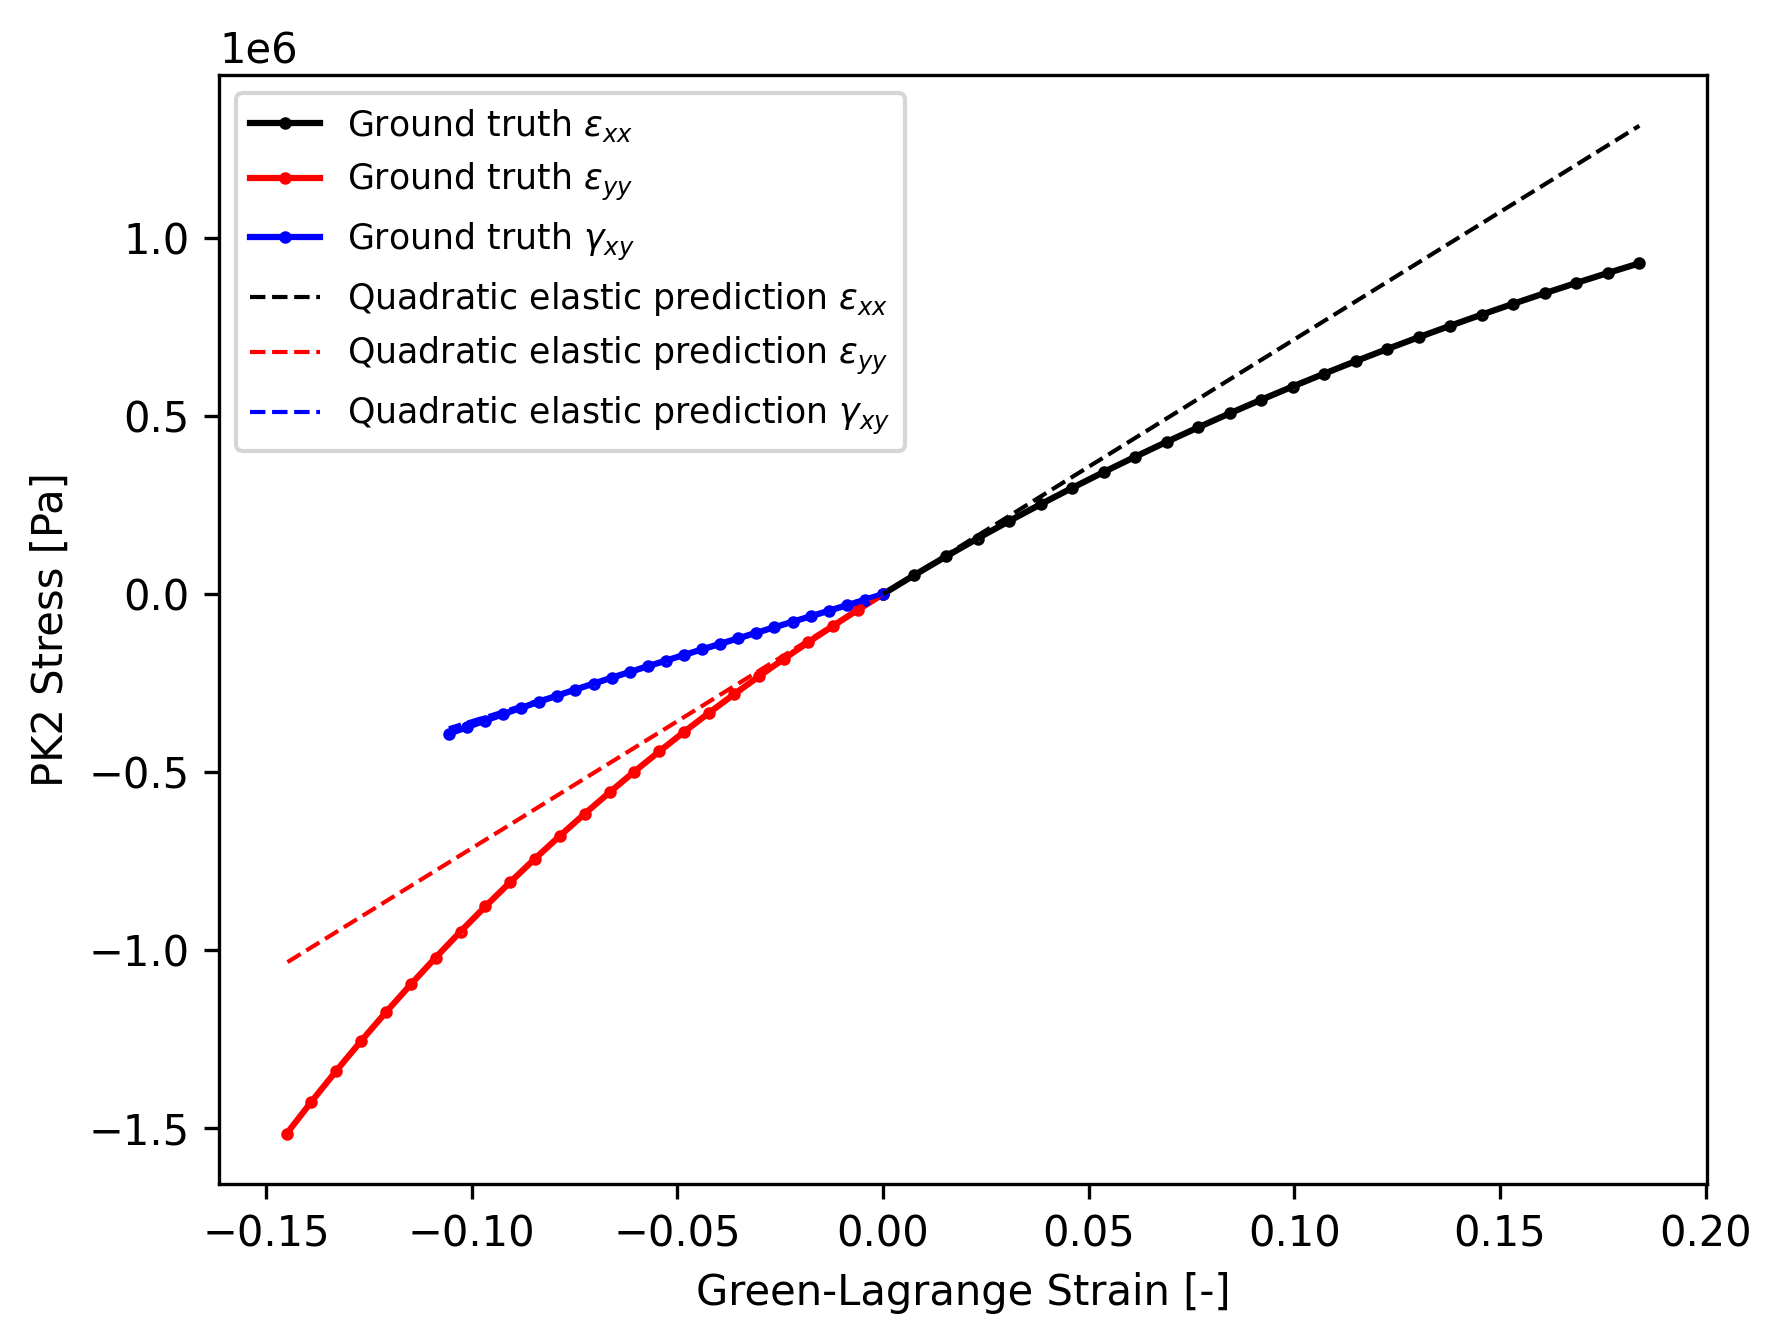 1e6
Ground truth εxx
Ground truth εyy
Ground truth γxy
Quadratic elastic prediction εxx
Quadratic elastic prediction εyy
Quadratic elastic prediction γxy
1.0
0.5
0.0
−0.5
−1.0
−1.5
PK2 Stress [Pa]
−0.15 −0.10 −0.05 0.00 0.05 0.10 0.15 0.20
Green-Lagrange Strain [-]